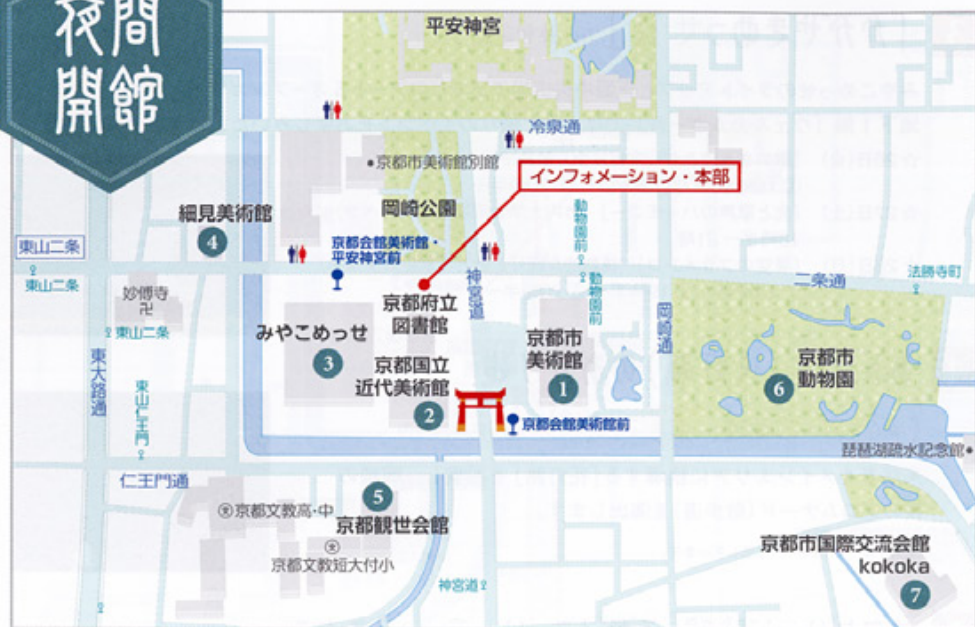 夜間
開館
平安神宮
冷泉通
●京都市美術館別館
インフォメーション・本部
細見美術館
4
岡崎公園
動物園前
東山二条
京都会館美術館・
平安神宮前
東山二条
神宮道
動物園前
二条通
法勝寺町
妙傳寺
卍
京都府立
図書館
岡崎通
東山二条
みやこめっせ
3
京都市
美術館
1
京都市
動物園
6
東大路通
京都国立
近代美術館
2
東山仁王門
京都会館美術館前
琵琶湖疏水記念館●
仁王門通
5
京都観世会館
文京都文教高・中
文
京都文教短大付小
京都市国際交流会館
kokoka
7
神宮道